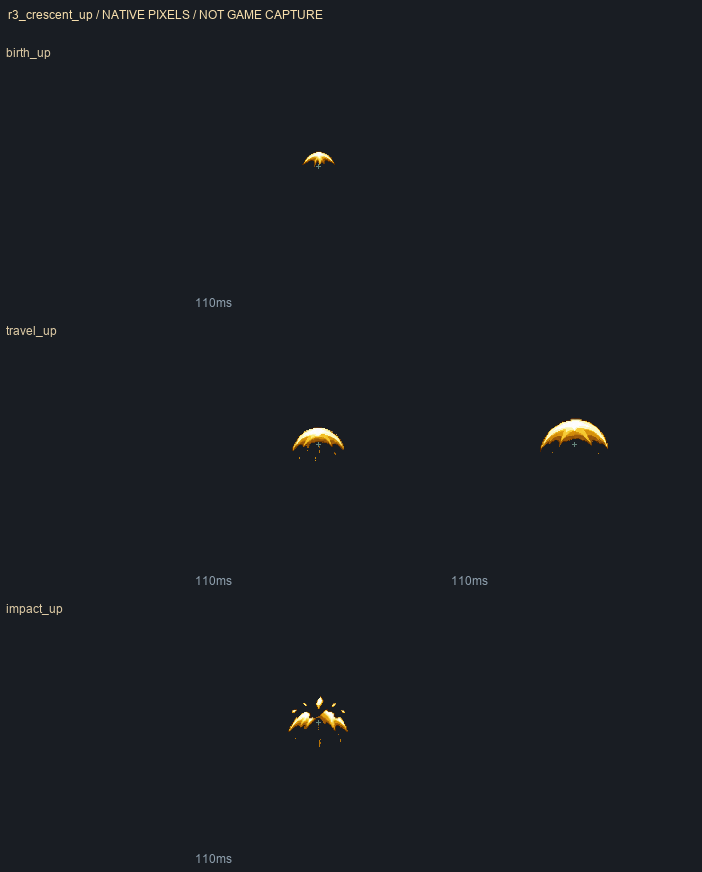 r3_crescent_up / NATIVE PIXELS / NOT GAME CAPTURE
birth_up
110ms
travel_up
110ms 110ms
impact_up
110ms